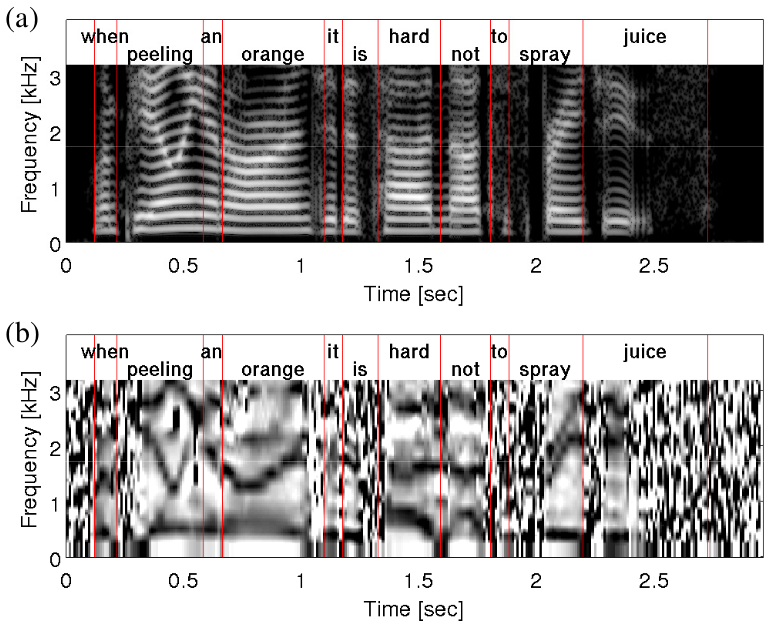 (a)
when an it hard to juice
peeling orange is not spray
Frequency [kHz]
3
2
1
0
0 0.5 1 1.5 2 2.5
Time [sec]
(b)
when an it hard to juice
peeling orange is not spray
Frequency [kHz]
3
2
1
0
0 0.5 1 1.5 2 2.5
Time [sec]